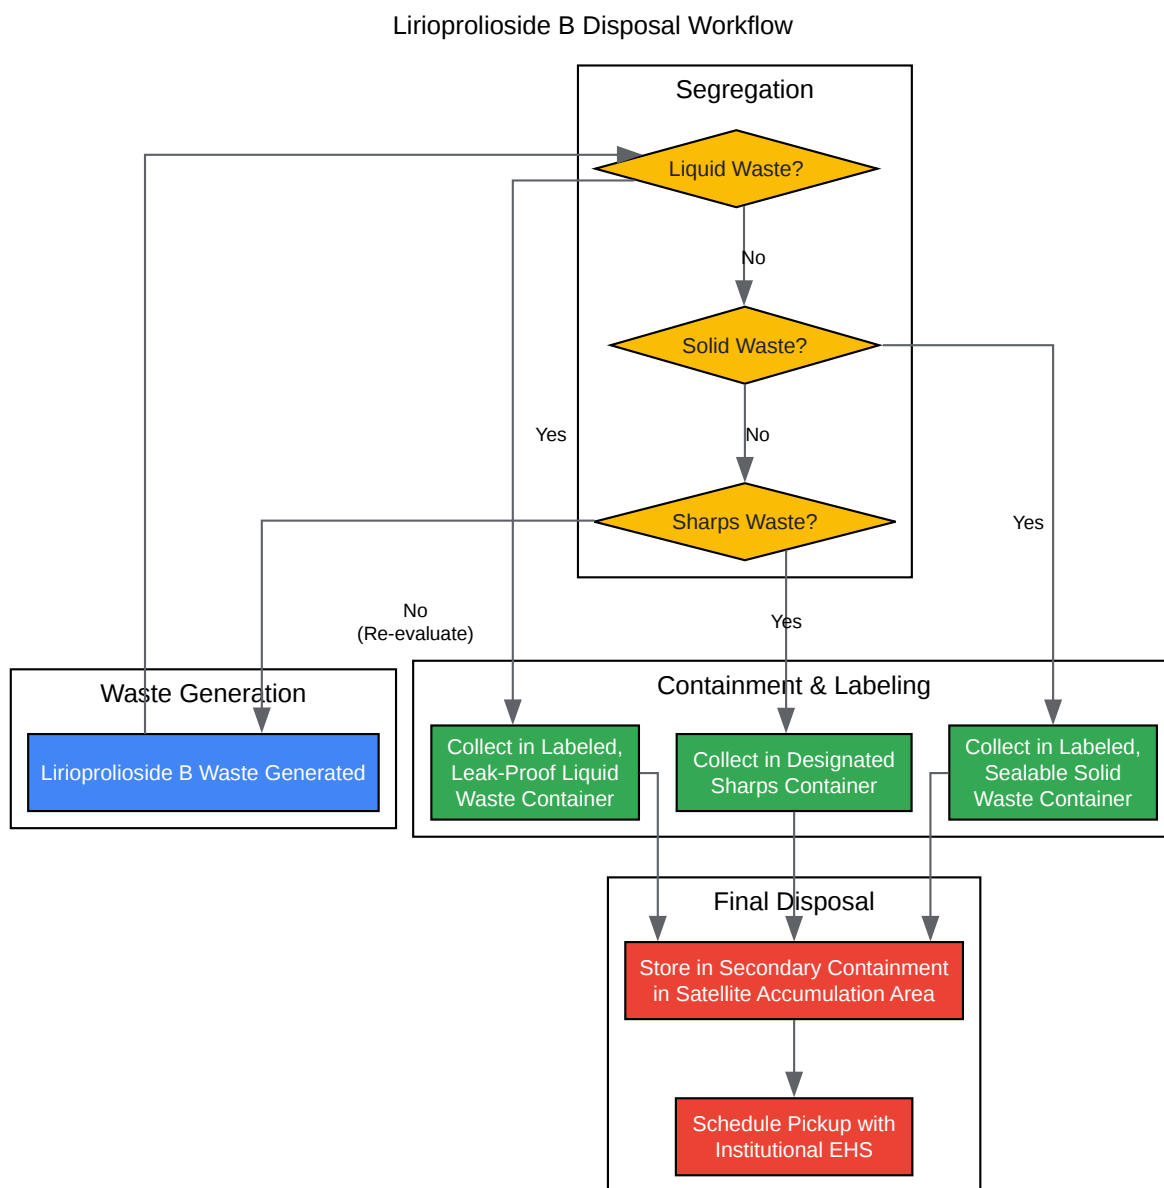 Lirioprolioside B Disposal Workflow
Segregation
Liquid Waste?
No
Solid Waste?
Yes
No
Sharps Waste?
Yes
No
(Re-evaluate)
Yes
Waste Generation
Lirioprolioside B Waste Generated
Containment & Labeling
Collect in Labeled,
Leak-Proof Liquid
Waste Container
Collect in Designated
Sharps Container
Collect in Labeled,
Sealable Solid
Waste Container
Final Disposal
Store in Secondary Containment
in Satellite Accumulation Area
Schedule Pickup with
Institutional EHS